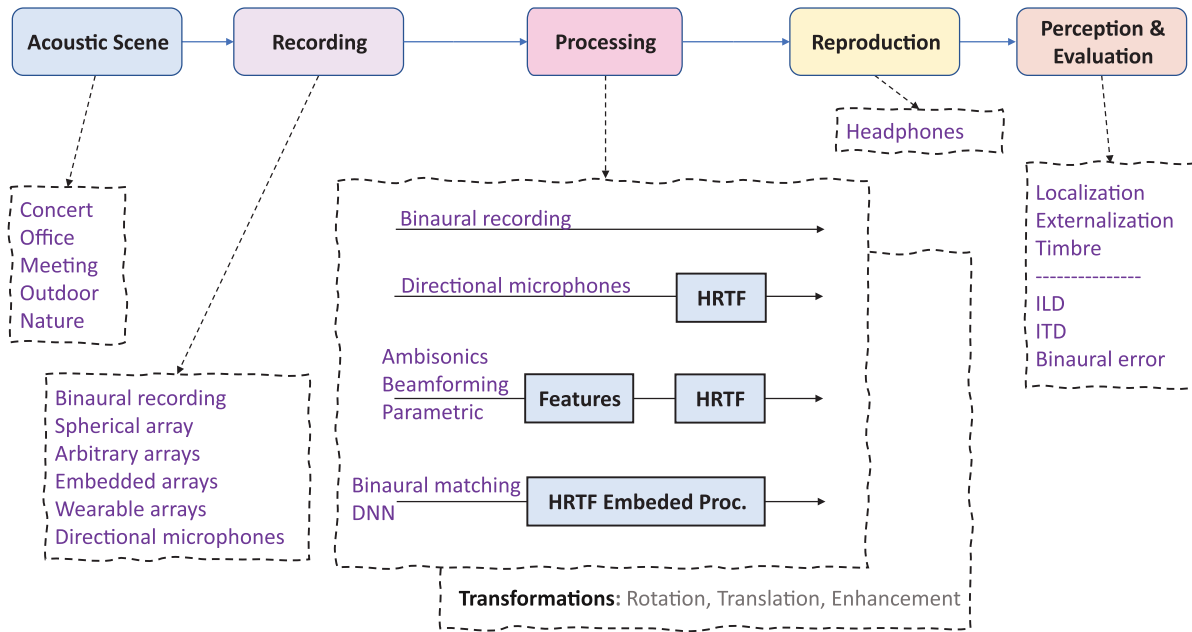 Acoustic Scene
Recording
Processing
Reproduction
Perception &
Evaluation
Concert
Office
Meeting
Outdoor
Nature
Binaural recording
Spherical array
Arbitrary arrays
Embedded arrays
Wearable arrays
Directional microphones
Binaural recording
Directional microphones
HRTF
Ambisonics
Beamforming
Parametric
Features
HRTF
Binaural matching
DNN
HRTF Embeded Proc.
Transformations: Rotation, Translation, Enhancement
Headphones
Localization
Externalization
Timbre
---------------
ILD
ITD
Binaural error